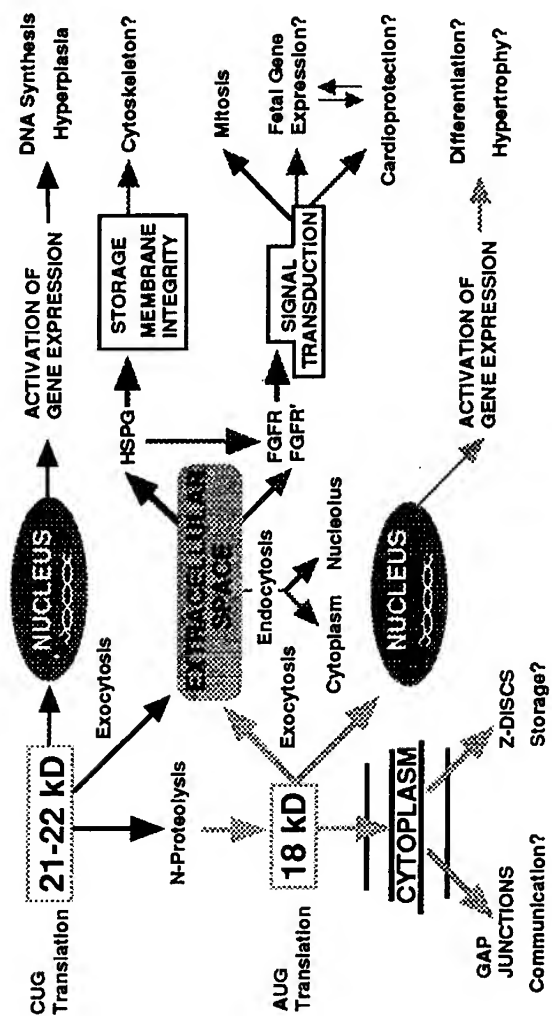 CUG
Translation
21-22 kD
NUCLEUS
ACTIVATION OF
GENE EXPRESSION
DNA Synthesis
Hyperplasia
Exocytosis
N-Proteolysis
EXTRACELLULAR
SPACE
HSPG
STORAGE
MEMBRANE
INTEGRITY
Cytoskeleton?
FGFR
FGFR'
SIGNAL
TRANSDUCTION
Mitosis
Fetal Gene
Expression?
Cardioprotection?
Endocytosis
Cytoplasm
Nucleolus
AUG
Translation
18 kD
Exocytosis
NUCLEUS
ACTIVATION OF
GENE EXPRESSION
Differentiation?
Hypertrophy?
CYTOPLASM
GAP
JUNCTIONS
Communication?
Z-DISCS
Storage?